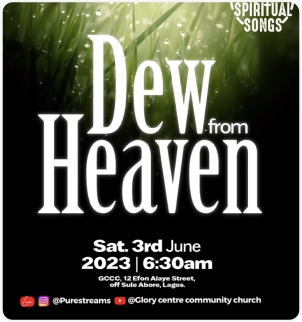 SPIRITUAL
SONGS
Dew
from
Heaven
Sat. 3rd June
2023 | 6:30am
GCCC, 12 Efon Alaye Street,
off Sule Abore, Lagos.
Live @Purestreams @Glory centre community church